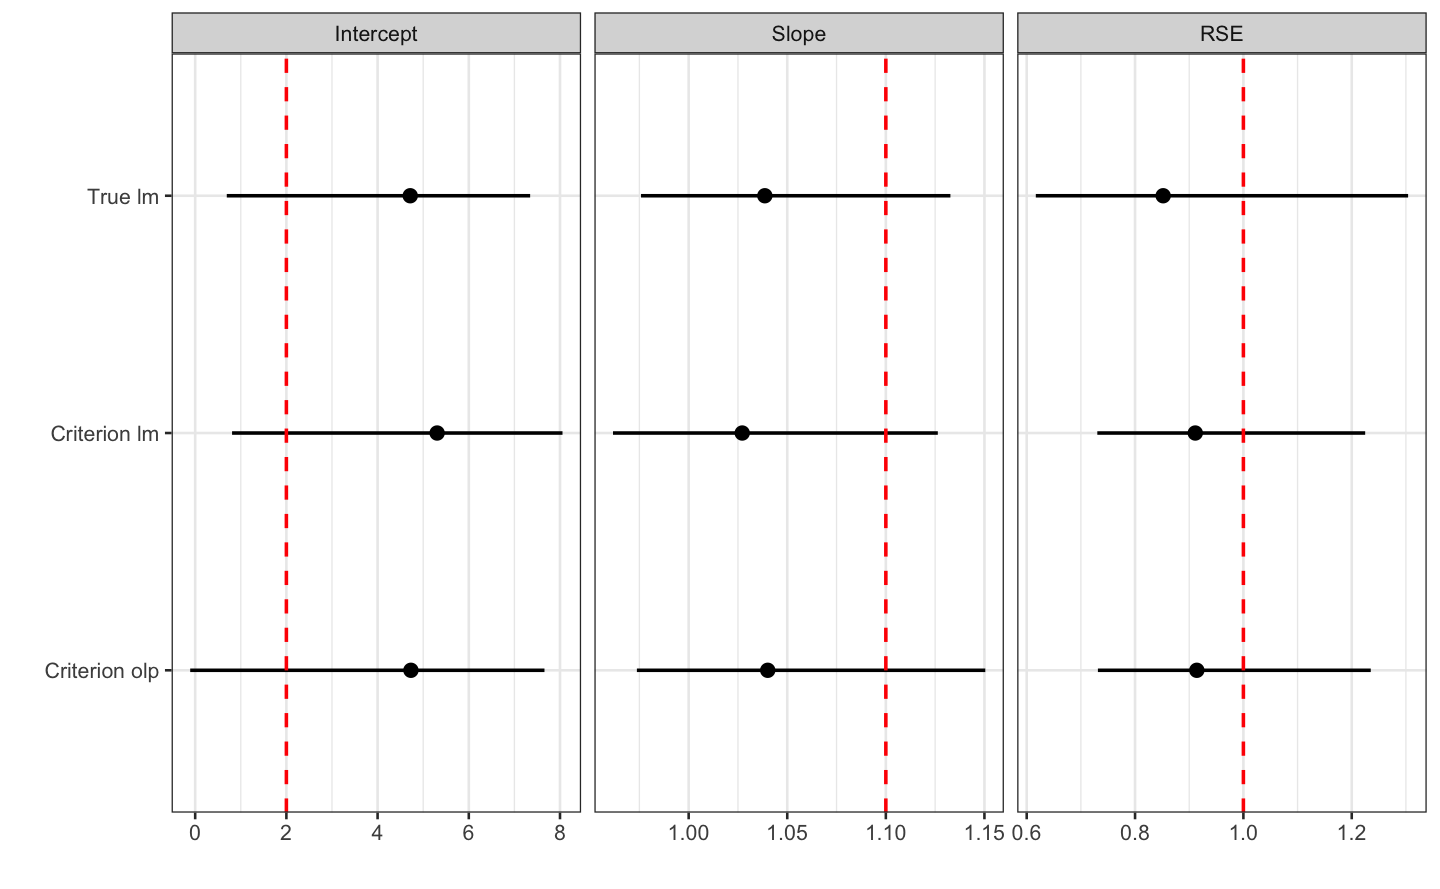 Intercept Slope RSE
True lm
Criterion lm
Criterion olp
0 2 4 6 8 1.00 1.05 1.10 1.15 0.6 0.8 1.0 1.2